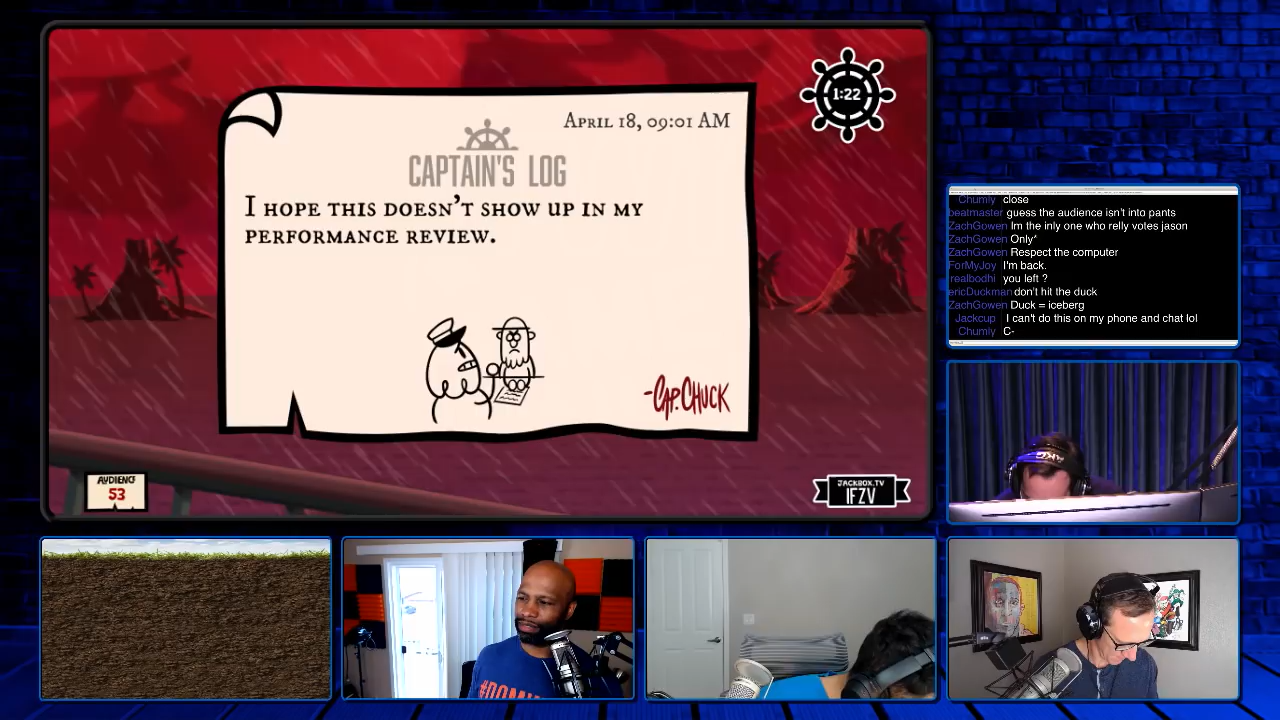 1:22
April 18, 09:01 AM
CAPTAIN'S LOG
I hope this doesn't show up in my
performance review.
-CAP. CHUCK
AUDIENCE
53
JACKBOX.TV
IFZV
Chumly close
beatmaster guess the audience isn't into pants
ZachGowen Im the inly one who relly votes jason
ZachGowen Only*
ZachGowen Respect the computer
ForMyJoy I'm back.
realbodhi you left ?
ericDuckman don't hit the duck
ZachGowen Duck = iceberg
Jackcup I can't do this on my phone and chat lol
Chumly C-
AKG